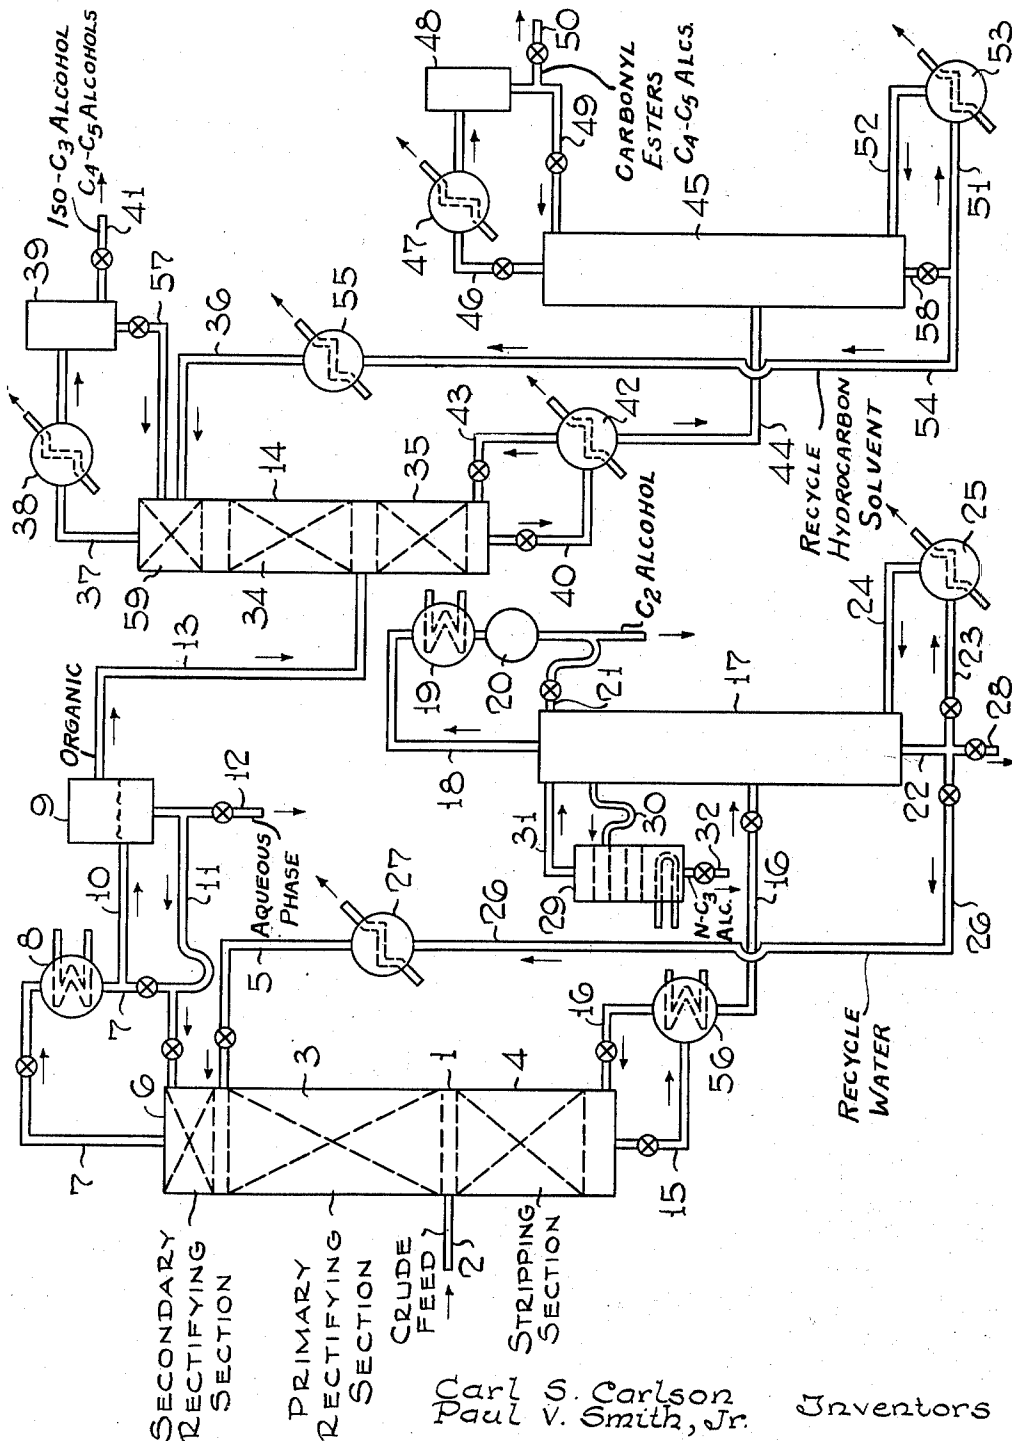 ISO-C3 ALCOHOL
C4-C5 ALCOHOLS
41
39
57
38
37
59
14
34
35
36
55
43
42
40
44
48
50
49
CARBONYL
ESTERS
C4-C5 ALCS.
47
46
45
52
53
51
58
54
RECYCLE
HYDROCARBON
SOLVENT
ORGANIC
13
9
10
12
11
AQUEOUS
PHASE
8
7
7
6
5
27
26
3
1
4
16
56
15
2
CRUDE
FEED
SECONDARY
RECTIFYING
SECTION
PRIMARY
RECTIFYING
SECTION
STRIPPING
SECTION
19
20
C2 ALCOHOL
21
18
17
31
30
29
32
N-C3
ALC.
16
24
25
23
22
28
26
RECYCLE
WATER
Carl S. Carlson
Paul V. Smith, Jr.
Inventors